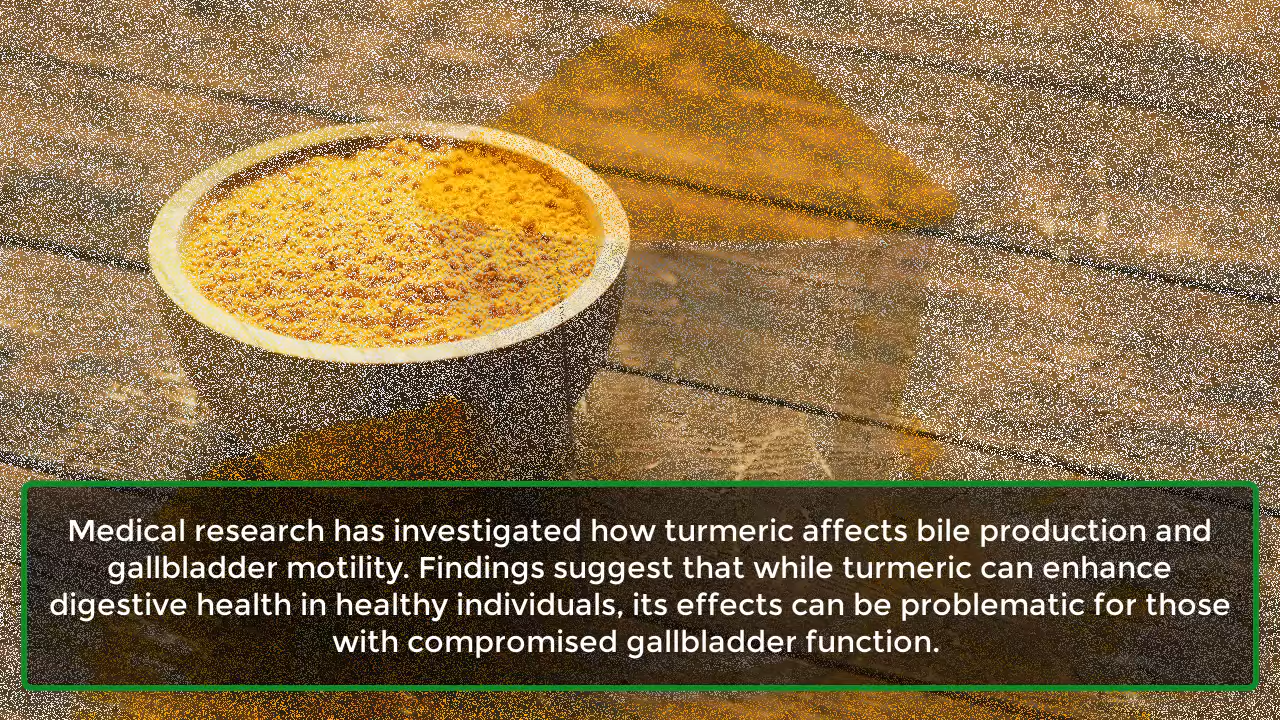 Medical research has investigated how turmeric affects bile production and
gallbladder motility. Findings suggest that while turmeric can enhance
digestive health in healthy individuals, its effects can be problematic for those
with compromised gallbladder function.